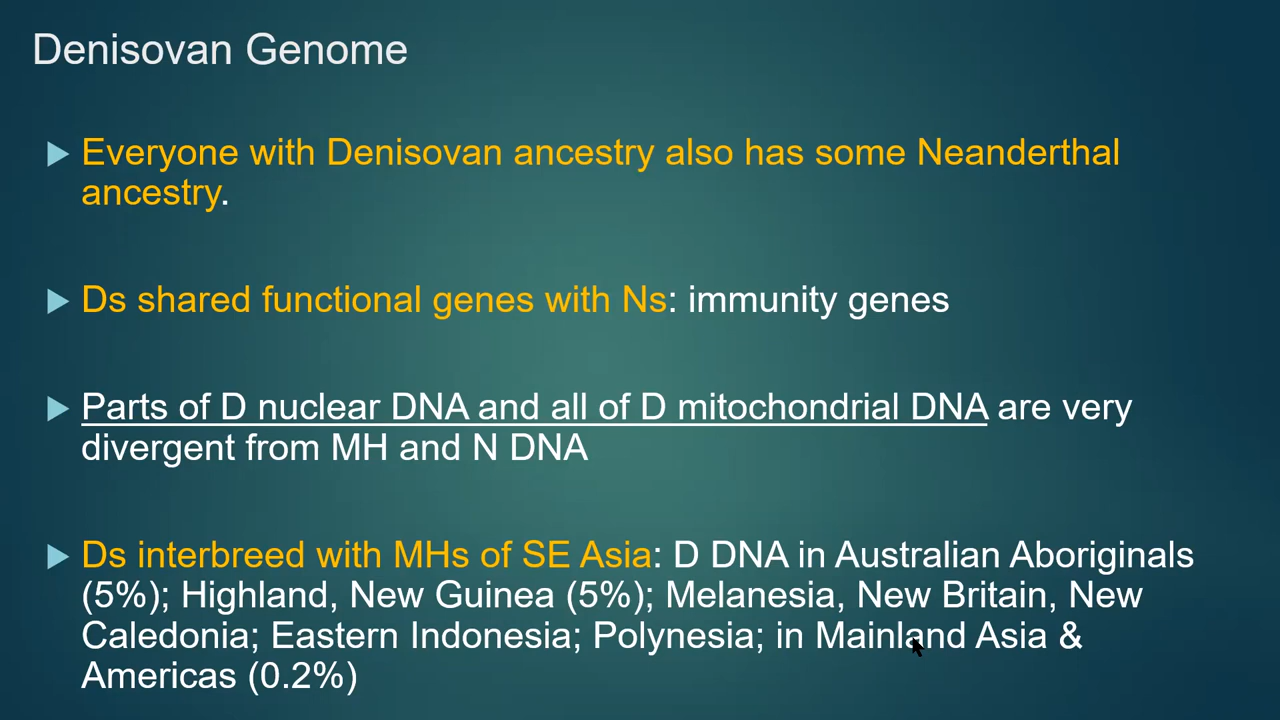 Denisovan Genome
Everyone with Denisovan ancestry also has some Neanderthal
ancestry.
Ds shared functional genes with Ns: immunity genes
Parts of D nuclear DNA and all of D mitochondrial DNA are very
divergent from MH and N DNA
Ds interbreed with MHs of SE Asia: D DNA in Australian Aboriginals
(5%); Highland, New Guinea (5%); Melanesia, New Britain, New
Caledonia; Eastern Indonesia; Polynesia; in Mainland Asia &
Americas (0.2%)